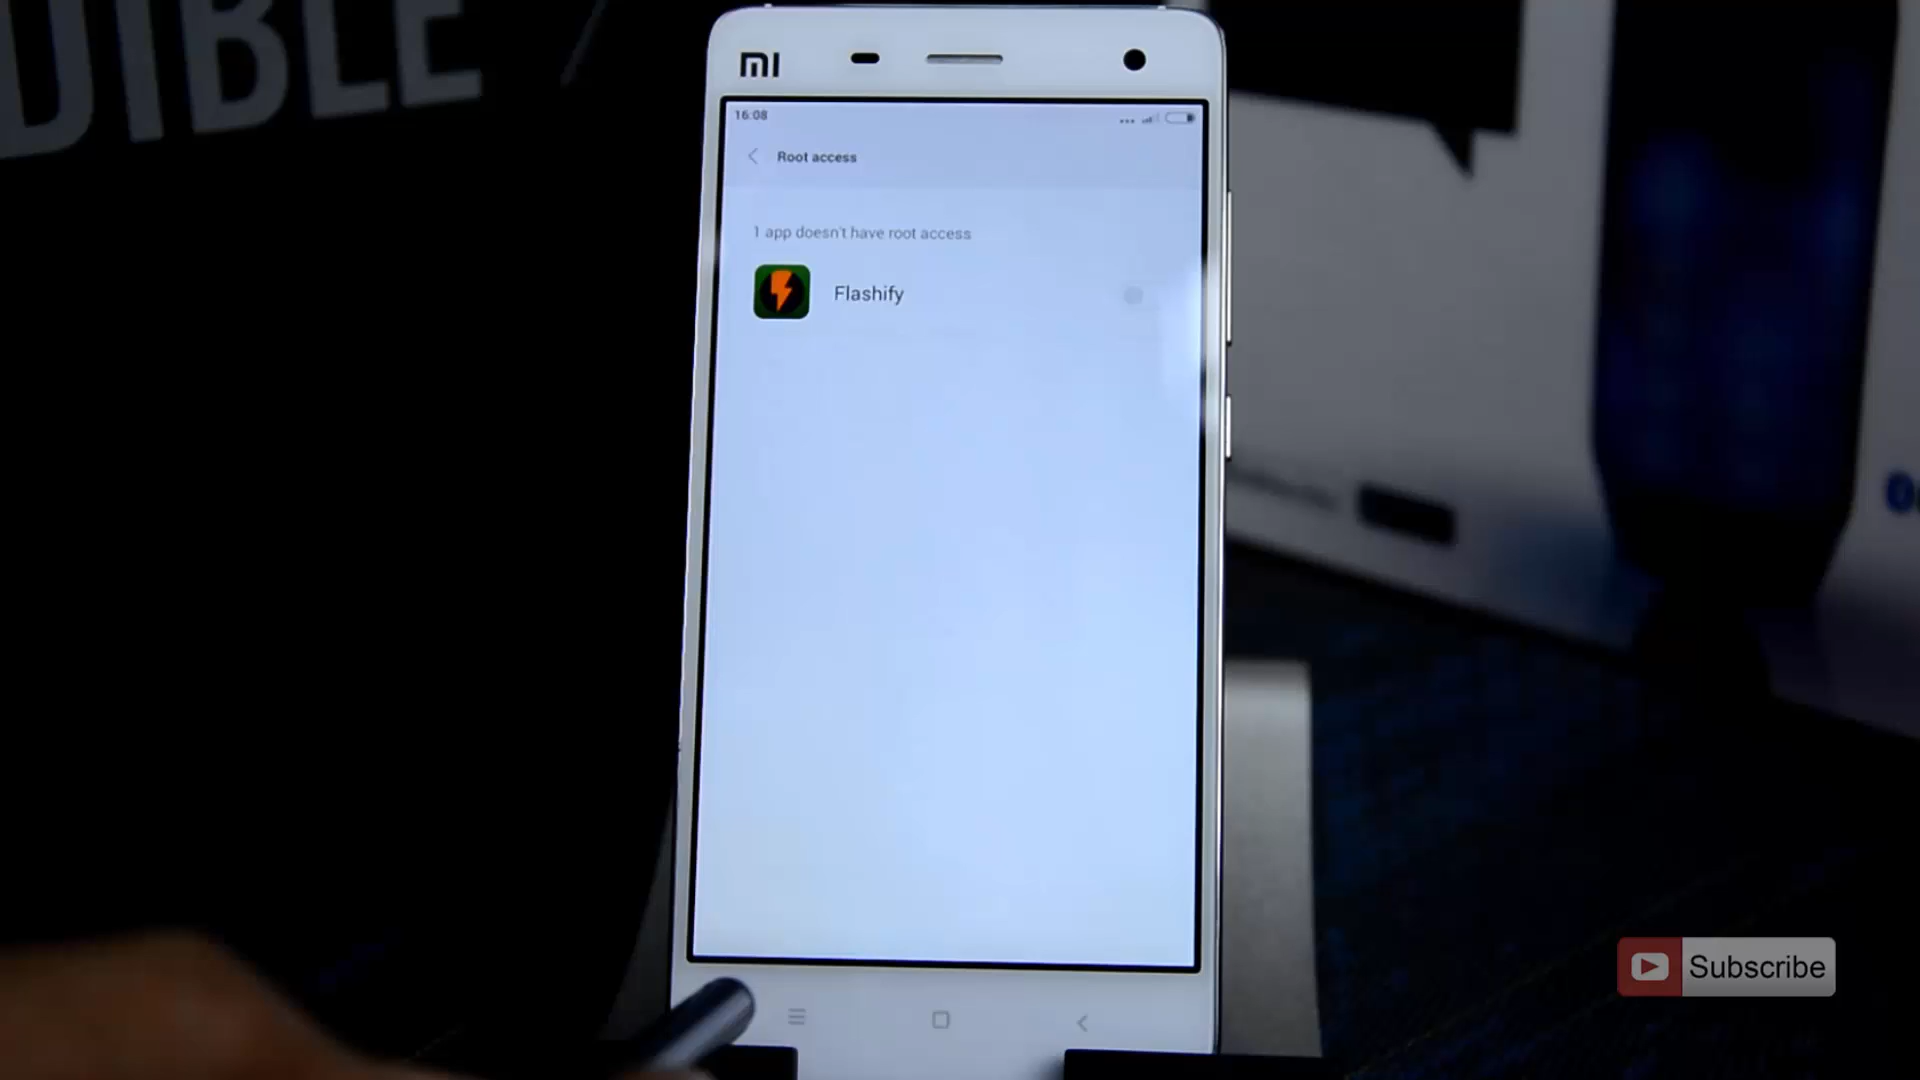 DIBLE /
MI
16:08
Root access
1 app doesn't have root access
Flashify
Subscribe